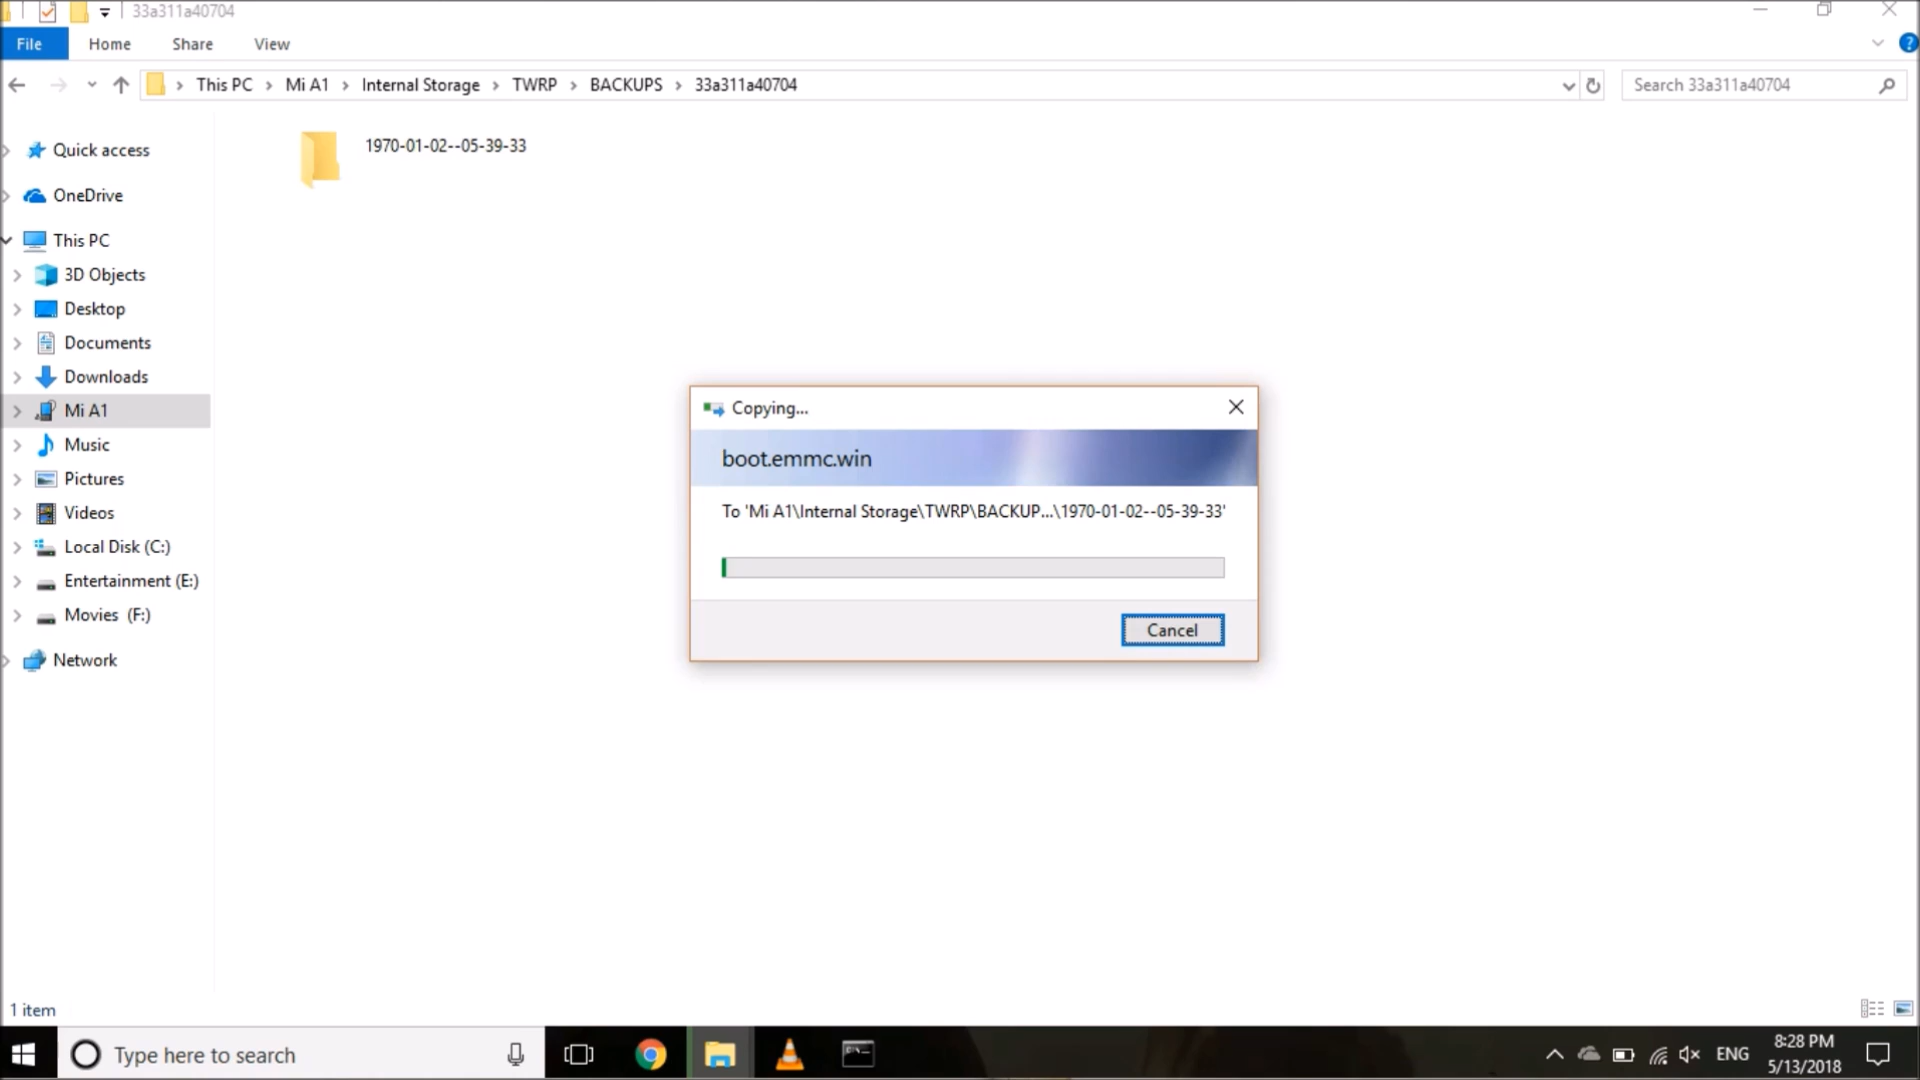 33a311a40704
File Home Share View
?
This PC Mi A1 Internal Storage TWRP BACKUPS 33a311a40704
Search 33a311a40704
1970-01-02--05-39-33
Quick access
OneDrive
This PC
3D Objects
Desktop
Documents
Downloads
Mi A1
Music
Pictures
Videos
Local Disk (C:)
Entertainment (E:)
Movies (F:)
Network
Copying...
boot.emmc.win
To 'Mi A1\Internal Storage\TWRP\BACKUP...\1970-01-02--05-39-33'
Cancel
1 item
Type here to search
ENG
8:28 PM
5/13/2018